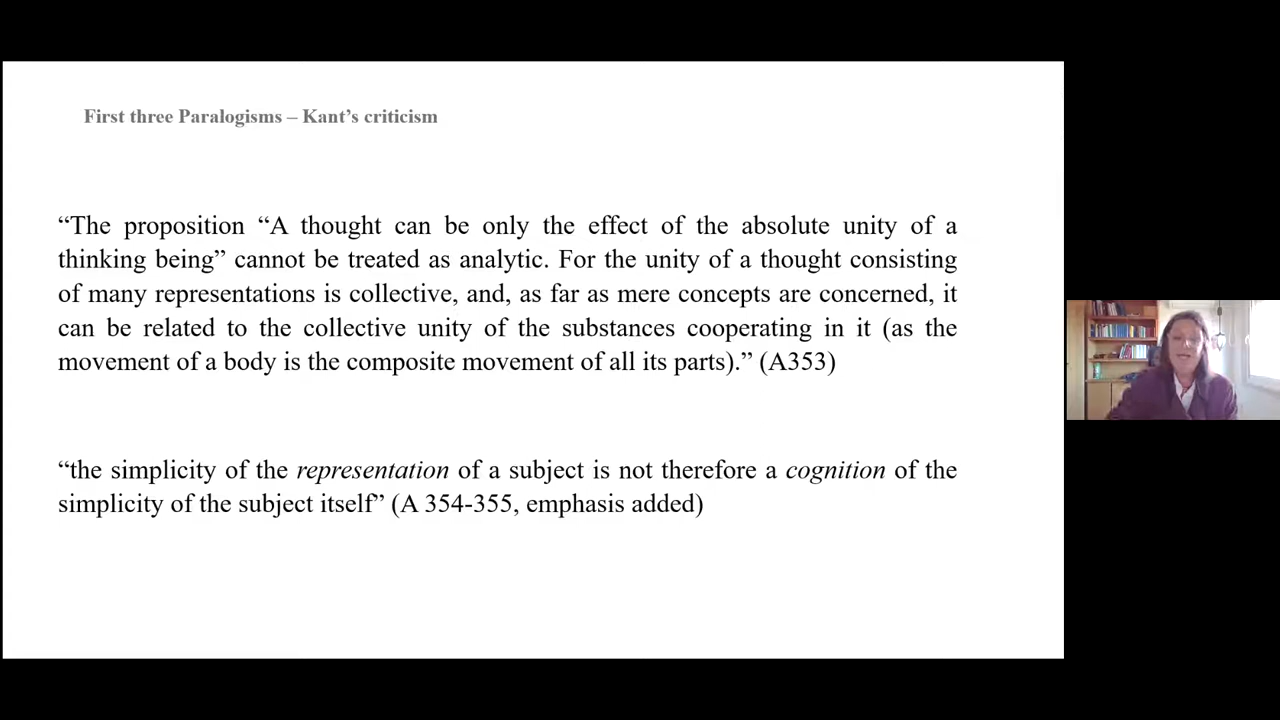 First three Paralogisms – Kant’s criticism
“The proposition “A thought can be only the effect of the absolute unity of a
thinking being” cannot be treated as analytic. For the unity of a thought consisting
of many representations is collective, and, as far as mere concepts are concerned, it
can be related to the collective unity of the substances cooperating in it (as the
movement of a body is the composite movement of all its parts).” (A353)
“the simplicity of the representation of a subject is not therefore a cognition of the
simplicity of the subject itself” (A 354-355, emphasis added)